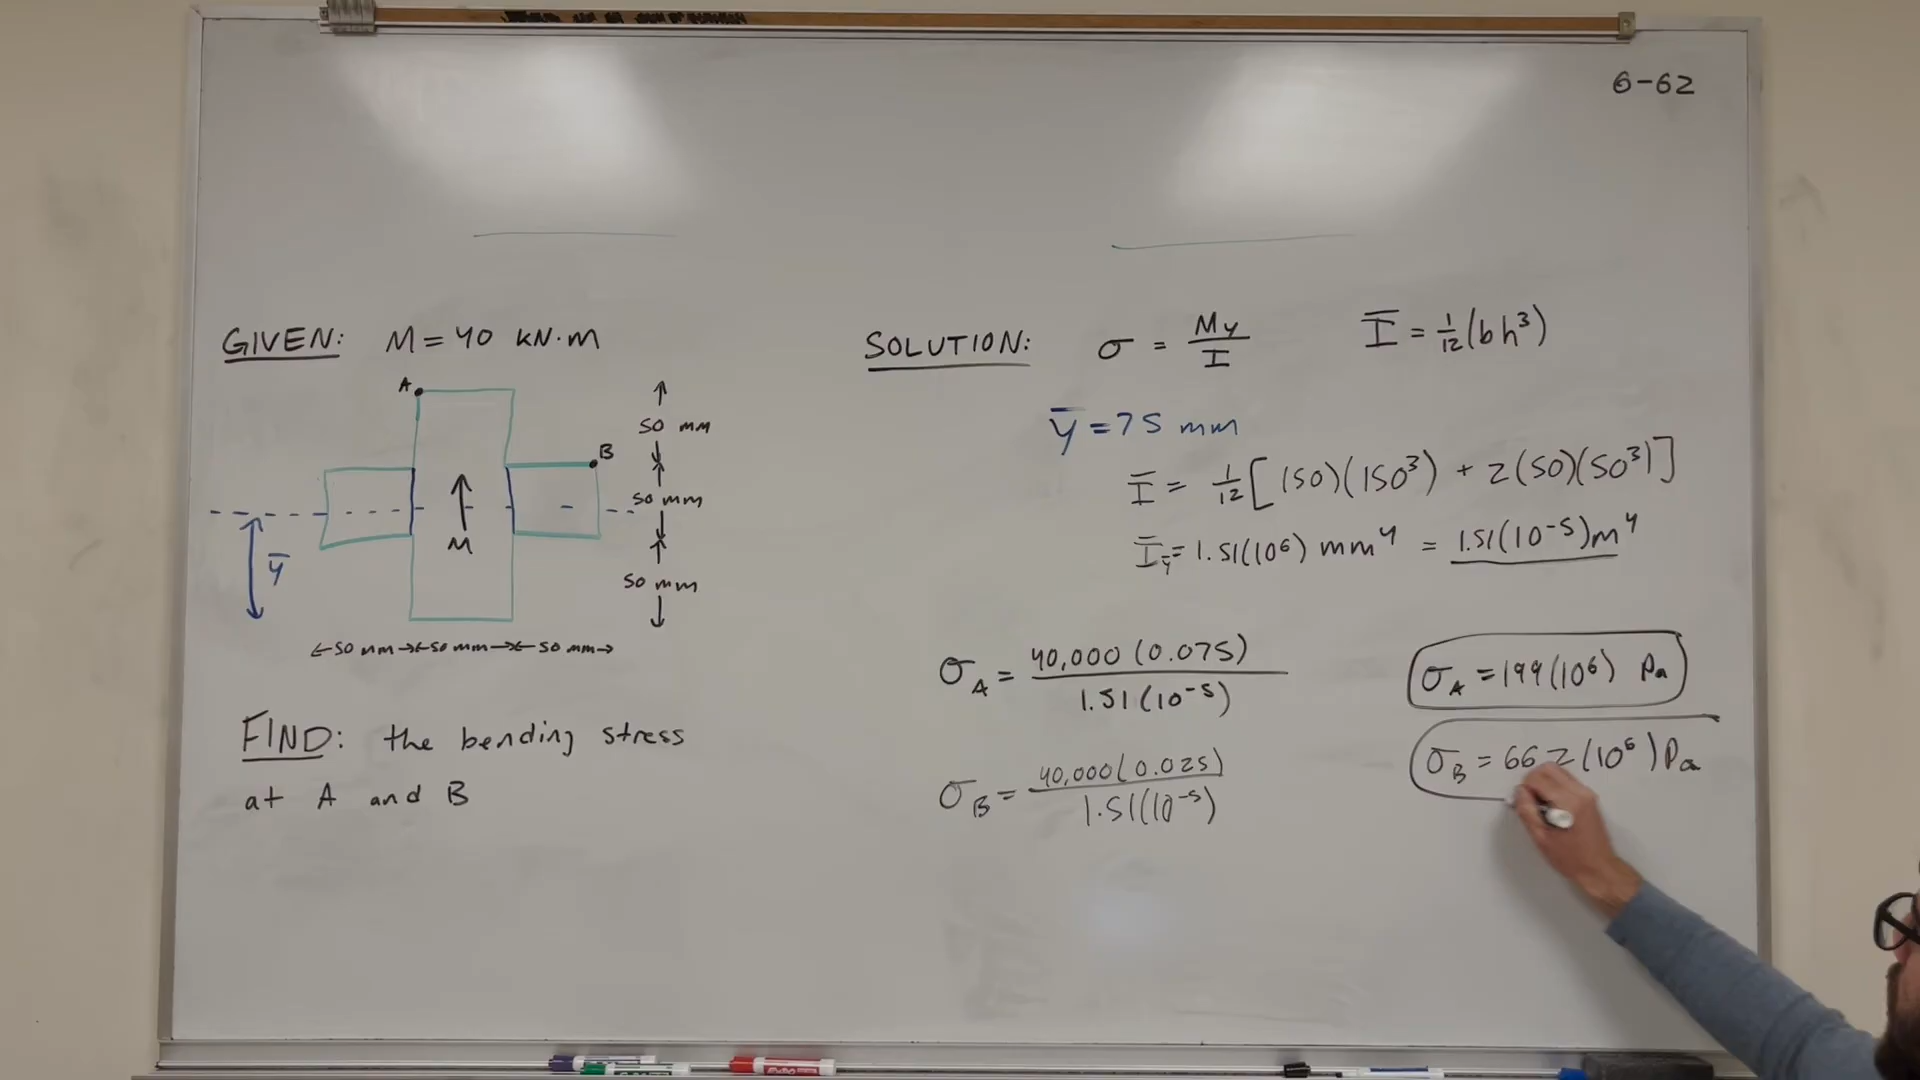 6-62
GIVEN: M = 40 kN·m
A
B
M
ȳ
50 mm
50 mm
50 mm
50 mm 50 mm 50 mm
FIND: the bending stress
at A and B
SOLUTION: σ = My/I Ī = 1/12 (bh³)
ȳ = 75 mm
Ī = 1/12 [(50)(150³) + 2(50)(50³)]
Ī_ȳ = 1.51(10⁶) mm⁴ = 1.51(10⁻⁵)m⁴
σ_A = 40,000 (0.075) / 1.51(10⁻⁵)
σ_A = 199(10⁶) Pa
σ_B = 40,000(0.025) / 1.51(10⁻⁵)
σ_B = 66.2(10⁶) Pa